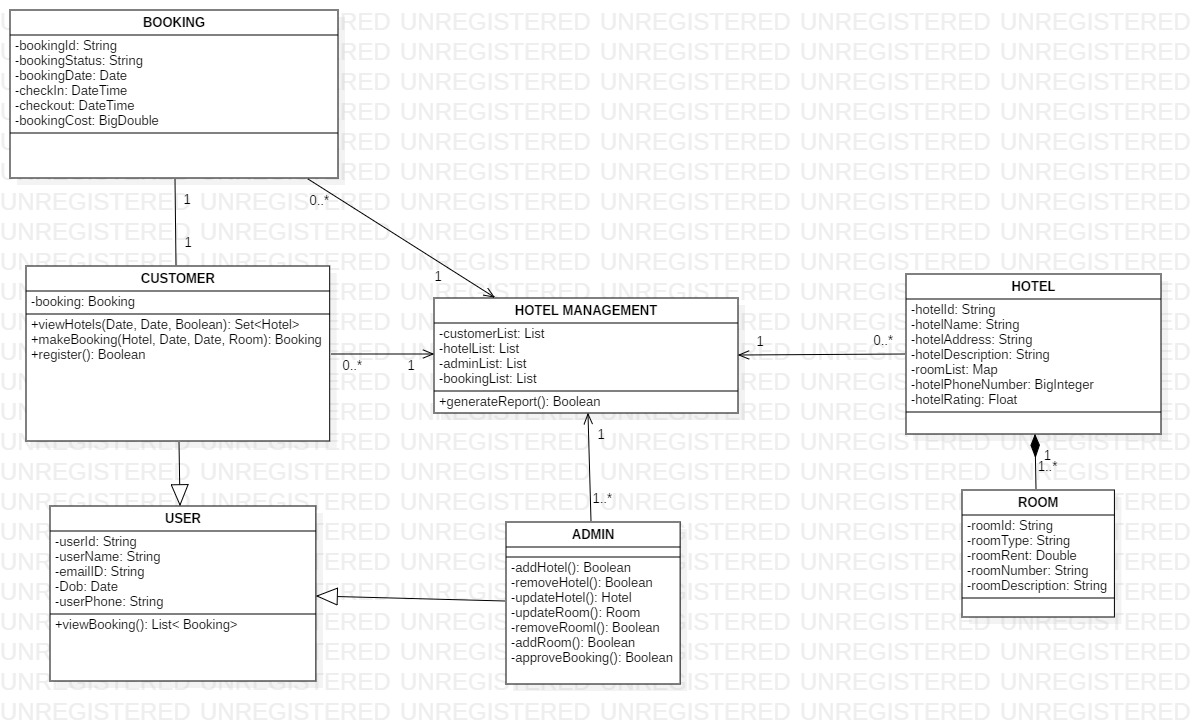 BOOKING
-bookingId: String
-bookingStatus: String
-bookingDate: Date
-checkIn: DateTime
-checkout: DateTime
-bookingCost: BigDouble
1
1
0..*
1
CUSTOMER
-booking: Booking
+viewHotels(Date, Date, Boolean): Set<Hotel>
+makeBooking(Hotel, Date, Date, Room): Booking
+register(): Boolean
0..*
1
HOTEL MANAGEMENT
-customerList: List
-hotelList: List
-adminList: List
-bookingList: List
+generateReport(): Boolean
1
0..*
HOTEL
-hotelId: String
-hotelName: String
-hotelAddress: String
-hotelDescription: String
-roomList: Map
-hotelPhoneNumber: BigInteger
-hotelRating: Float
1
1..*
1
1..*
ROOM
-roomId: String
-roomType: String
-roomRent: Double
-roomNumber: String
-roomDescription: String
USER
-userId: String
-userName: String
-emailID: String
-Dob: Date
-userPhone: String
+viewBooking(): List< Booking>
ADMIN
-addHotel(): Boolean
-removeHotel(): Boolean
-updateHotel(): Hotel
-updateRoom(): Room
-removeRooml(): Boolean
-addRoom(): Boolean
-approveBooking(): Boolean
UNREGISTERED